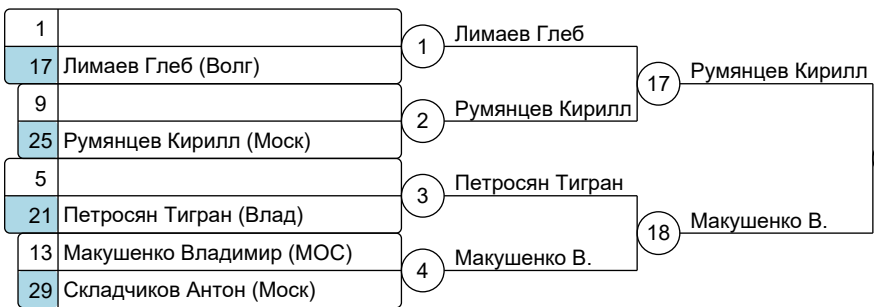 1
17 Лимаев Глеб (Волг)
9
25 Румянцев Кирилл (Моск)
5
21 Петросян Тигран (Влад)
13 Макушенко Владимир (МОС)
29 Складчиков Антон (Моск)
1 Лимаев Глеб
2 Румянцев Кирилл
3 Петросян Тигран
4 Макушенко В.
17 Румянцев Кирилл
18 Макушенко В.